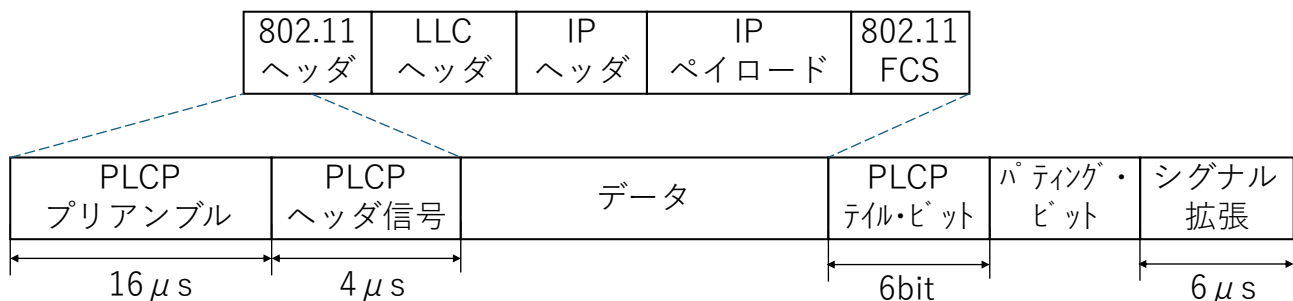 802.11
ヘッダ
LLC
ヘッダ
IP
ヘッダ
IP
ペイロード
802.11
FCS
PLCP
プリアンブル
PLCP
ヘッダ信号
データ
PLCP
テイル・ビット
パティング・
ビット
シグナル
拡張
16μs
4μs
6bit
6μs